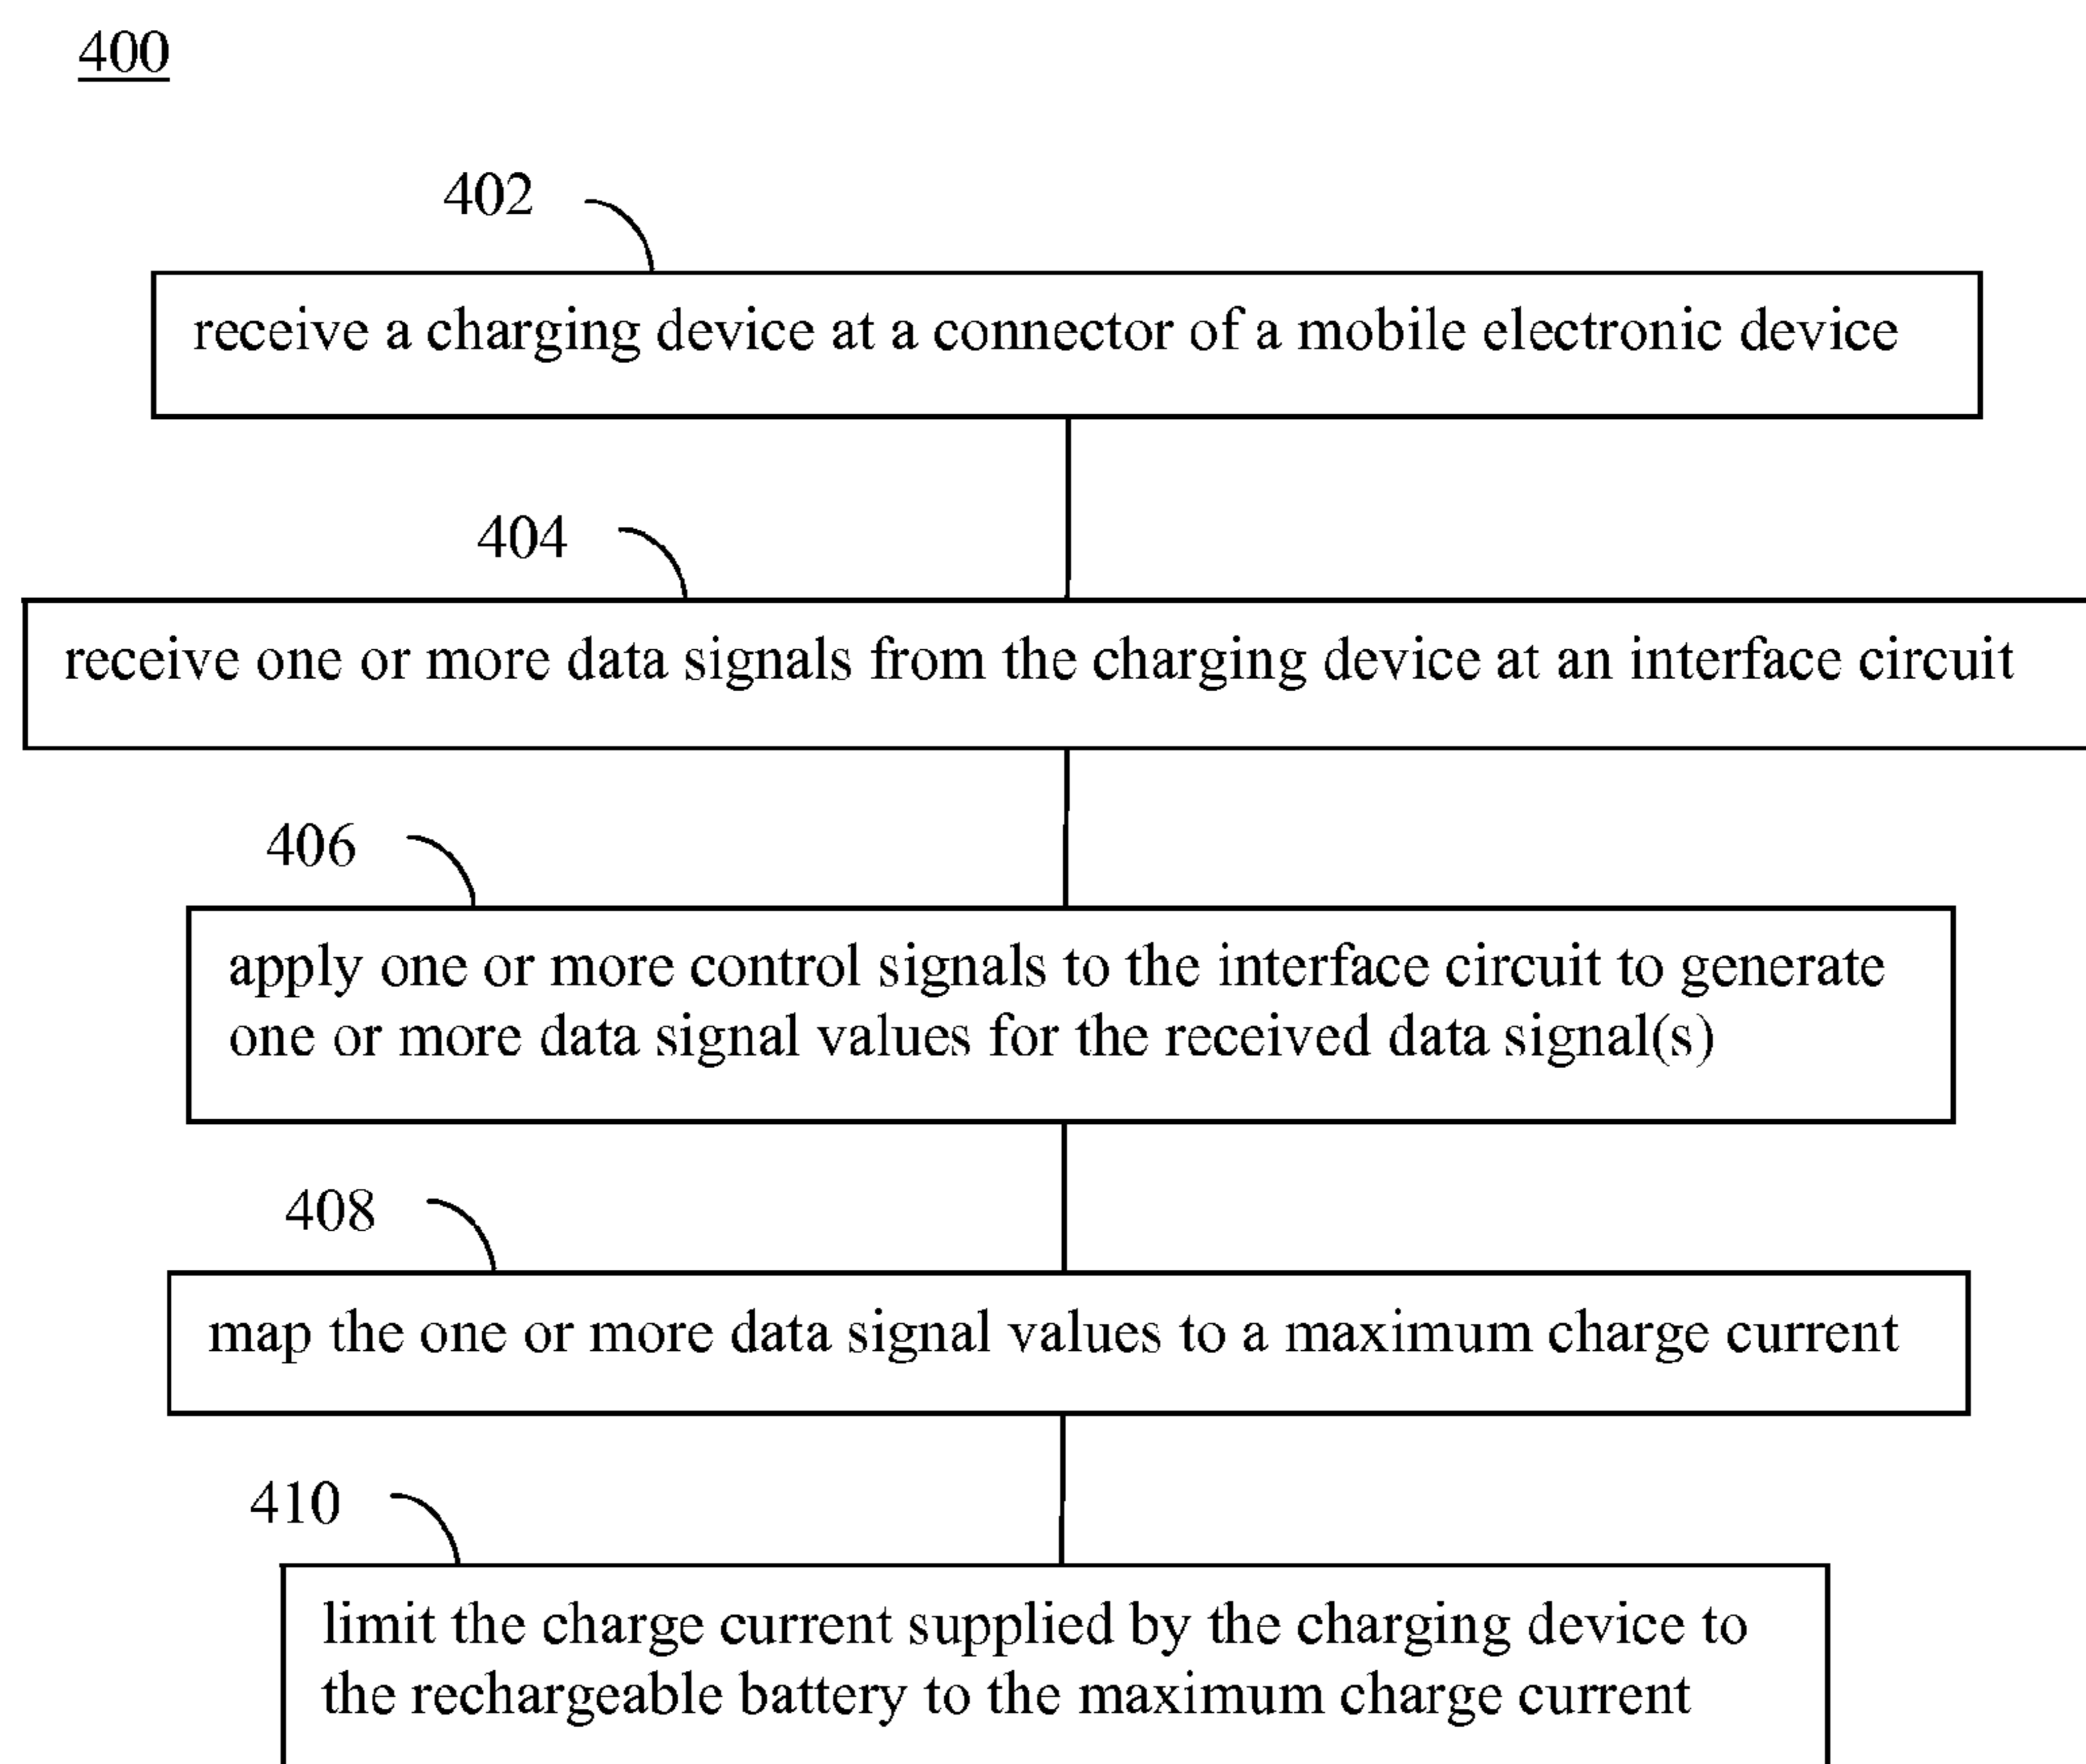 400
402
receive a charging device at a connector of a mobile electronic device
404
receive one or more data signals from the charging device at an interface circuit
406
apply one or more control signals to the interface circuit to generate
one or more data signal values for the received data signal(s)
408
map the one or more data signal values to a maximum charge current
410
limit the charge current supplied by the charging device to
the rechargeable battery to the maximum charge current